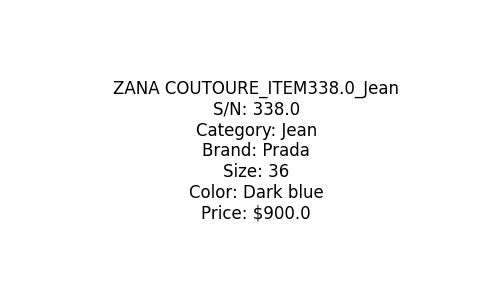 ZANA COUTOURE_ITEM338.0_Jean
S/N: 338.0
Category: Jean
Brand: Prada
Size: 36
Color: Dark blue
Price: $900.0